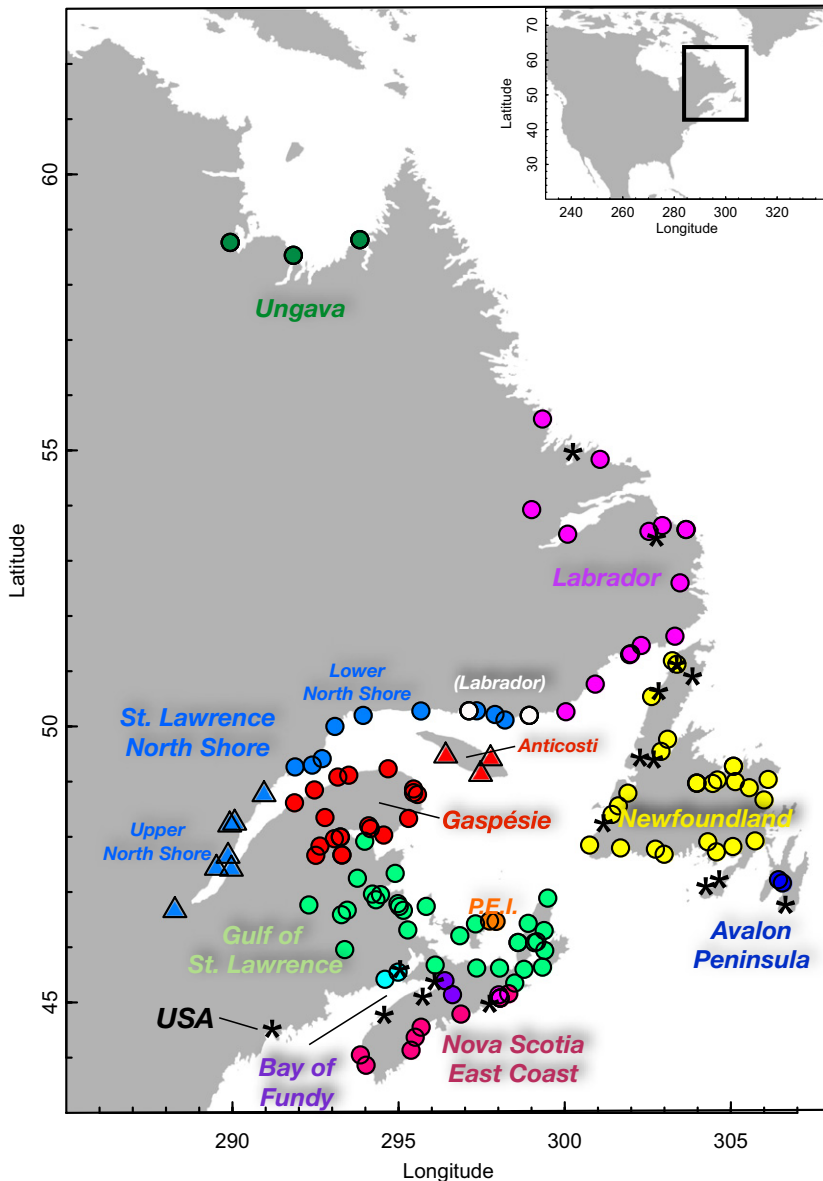 70
60
50
40
30
20
Latitude
240
260
280
300
320
Longitude
60
55
50
45
Latitude
Ungava
Labrador
Lower
North Shore
(Labrador)
St. Lawrence
North Shore
Anticosti
Gaspésie
Newfoundland
Upper
North Shore
P.E.I.
Gulf of
St. Lawrence
Avalon
Peninsula
USA
Bay of
Fundy
Nova Scotia
East Coast
290
295
300
305
Longitude